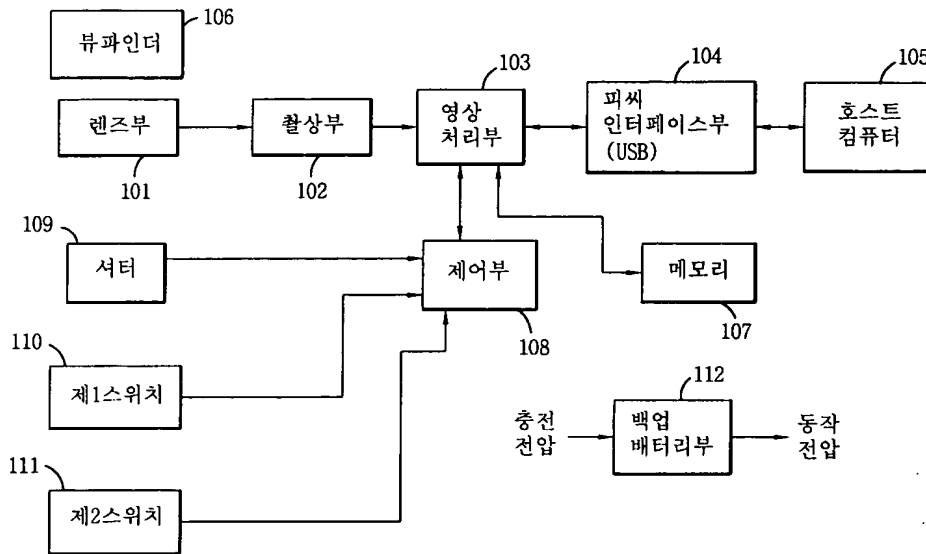 106
뷰파인더
103
104
105
렌즈부
촬상부
영상
처리부
피씨
인터페이스부
(USB)
호스트
컴퓨터
101
102
109
셔터
제어부
메모리
108
107
110
제1스위치
112
충전
전압
백업
배터리부
동작
전압
111
제2스위치